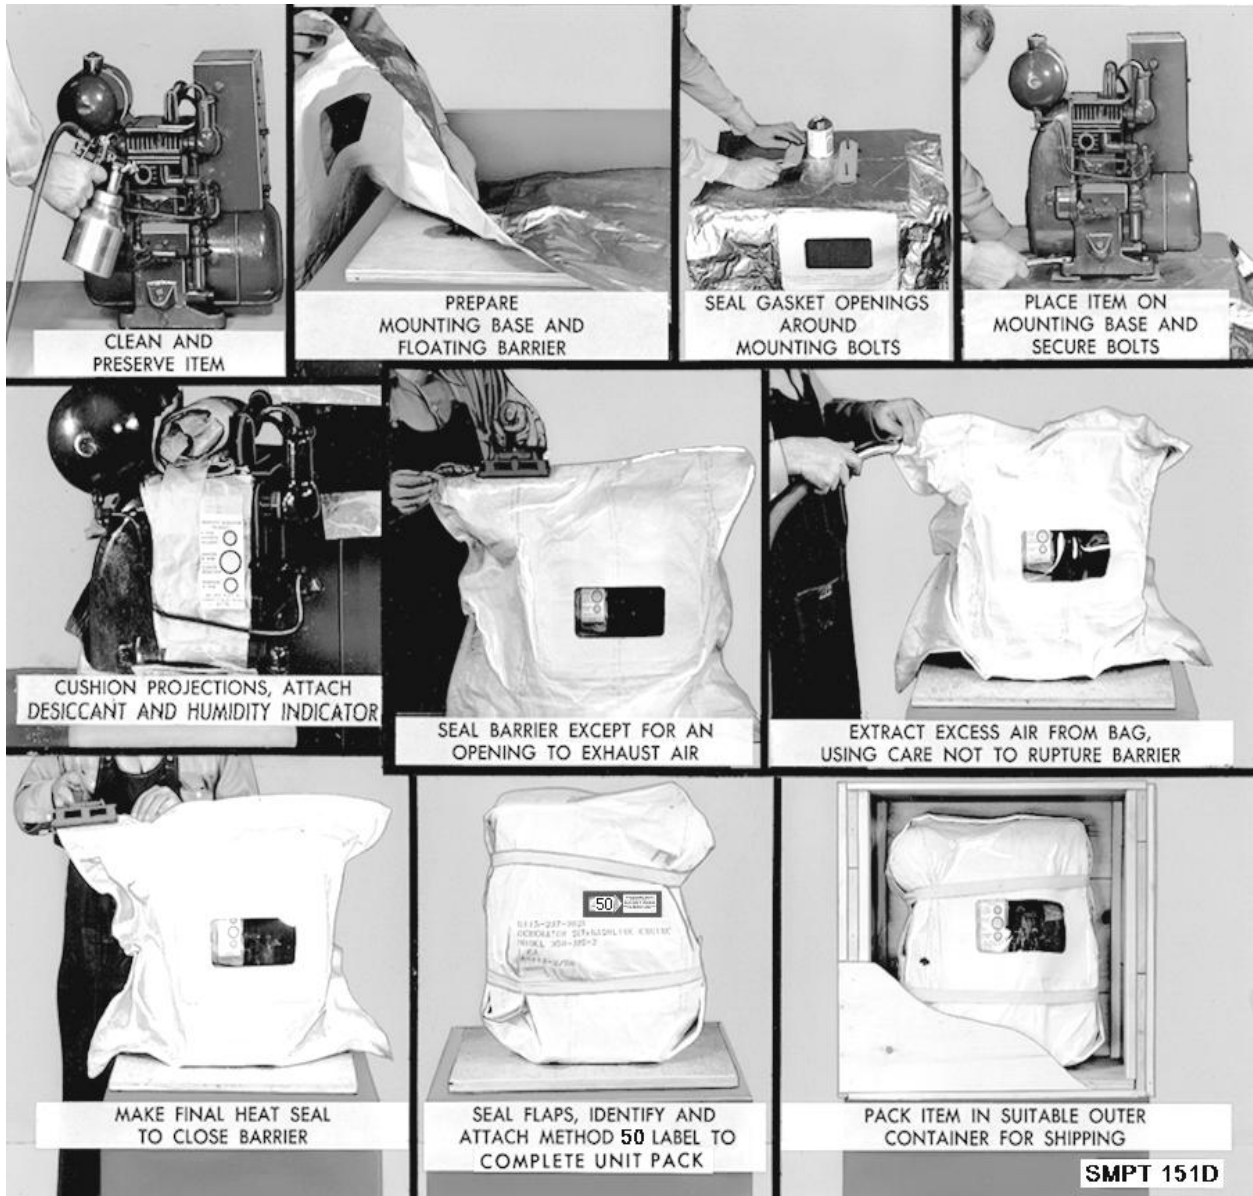 CLEAN AND
PRESERVE ITEM
PREPARE
MOUNTING BASE AND
FLOATING BARRIER
SEAL GASKET OPENINGS
AROUND
MOUNTING BOLTS
PLACE ITEM ON
MOUNTING BASE AND
SECURE BOLTS
CUSHION PROJECTIONS, ATTACH
DESICCANT AND HUMIDITY INDICATOR
SEAL BARRIER EXCEPT FOR AN
OPENING TO EXHAUST AIR
EXTRACT EXCESS AIR FROM BAG,
USING CARE NOT TO RUPTURE BARRIER
MAKE FINAL HEAT SEAL
TO CLOSE BARRIER
50
SEAL FLAPS, IDENTIFY AND
ATTACH METHOD 50 LABEL TO
COMPLETE UNIT PACK
PACK ITEM IN SUITABLE OUTER
CONTAINER FOR SHIPPING
SMPT 151D